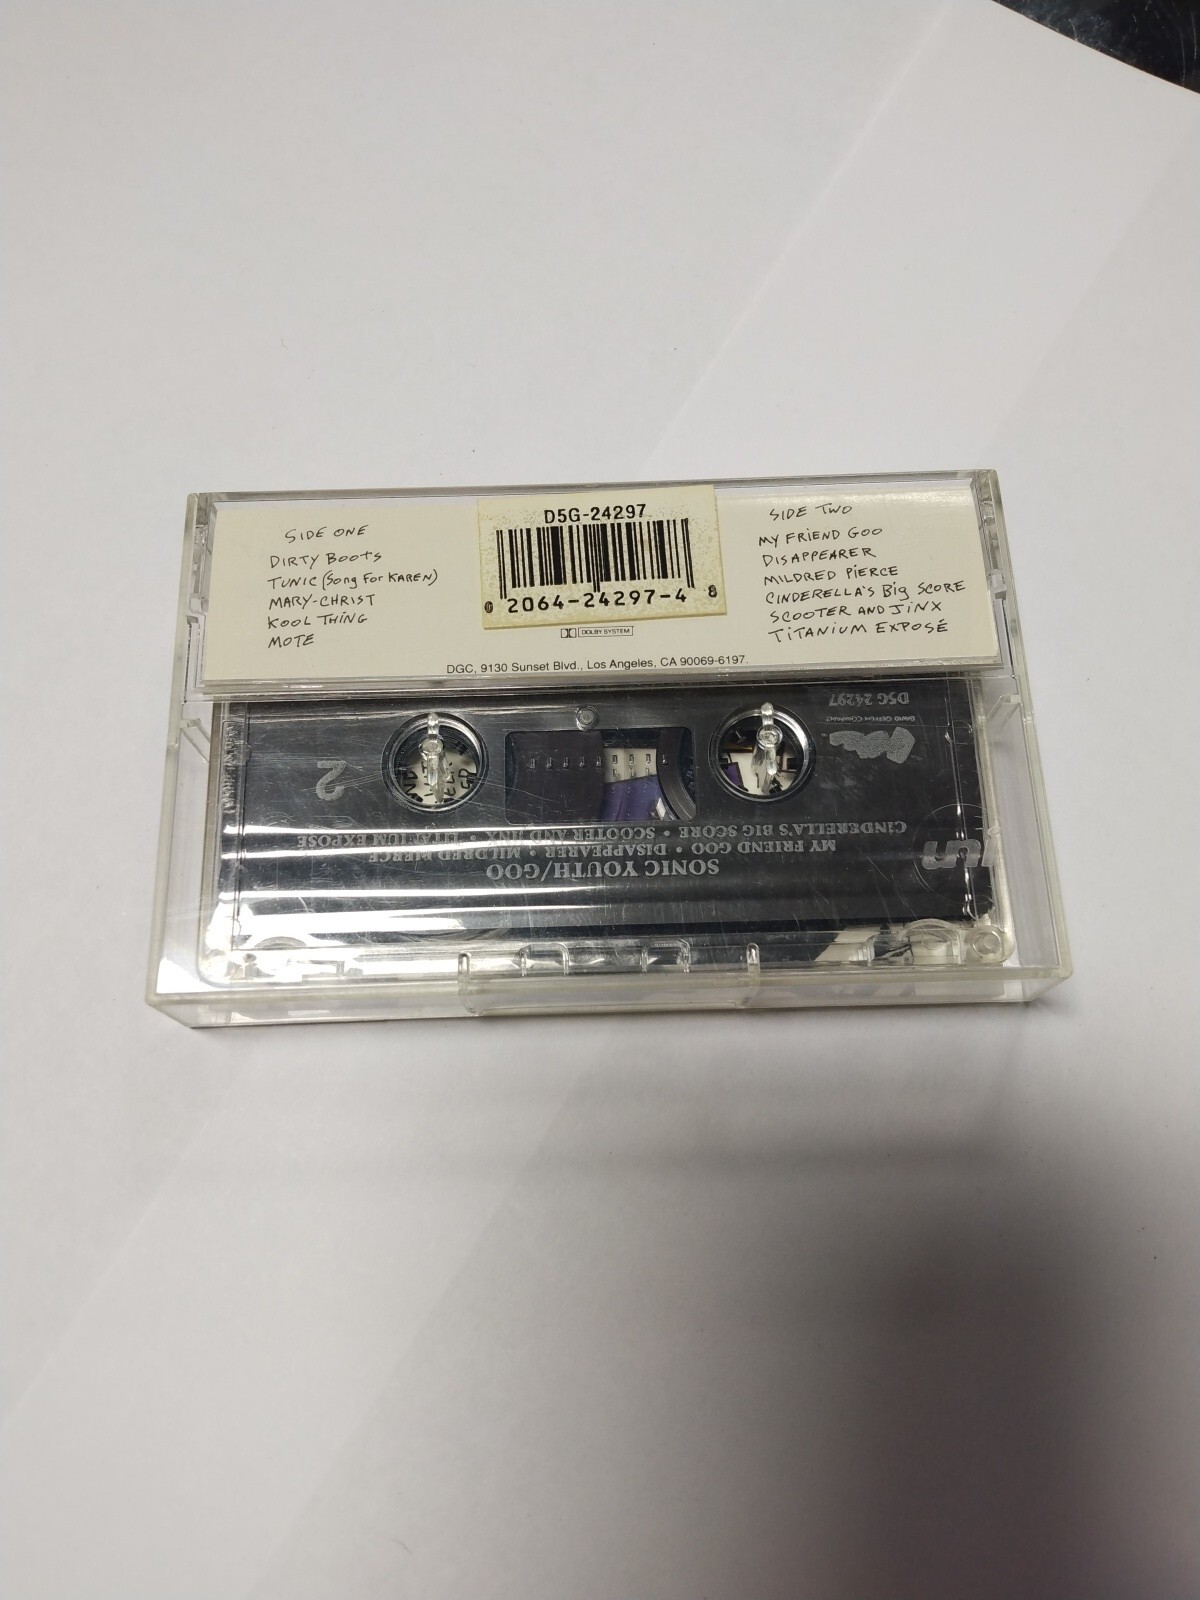 SIDE ONE
DIRTY BOOTS
TUNIC (Song For KAREN)
MARY-CHRIST
KOOL THING
MOTE
D5G-24297
0 2064-24297-4 8
DOLBY SYSTEM
DGC, 9130 Sunset Blvd., Los Angeles, CA 90069-6197.
SIDE TWO
MY FRIEND GOO
DISAPPEARER
MILDRED PIERCE
CINDERELLA'S Big SCORE
SCOOTER AND JINX
TITANIUM EXPOSÉ
SONIC YOUTH/GOO
MY FRIEND GOO • DISAPPEARER • MILDRED PIERCE
CINDERELLA'S BIG SCORE • SCOOTER AND JINX • TITANIUM EXPOSE
2
DAVID GEFFEN COMPANY
D5G 24297